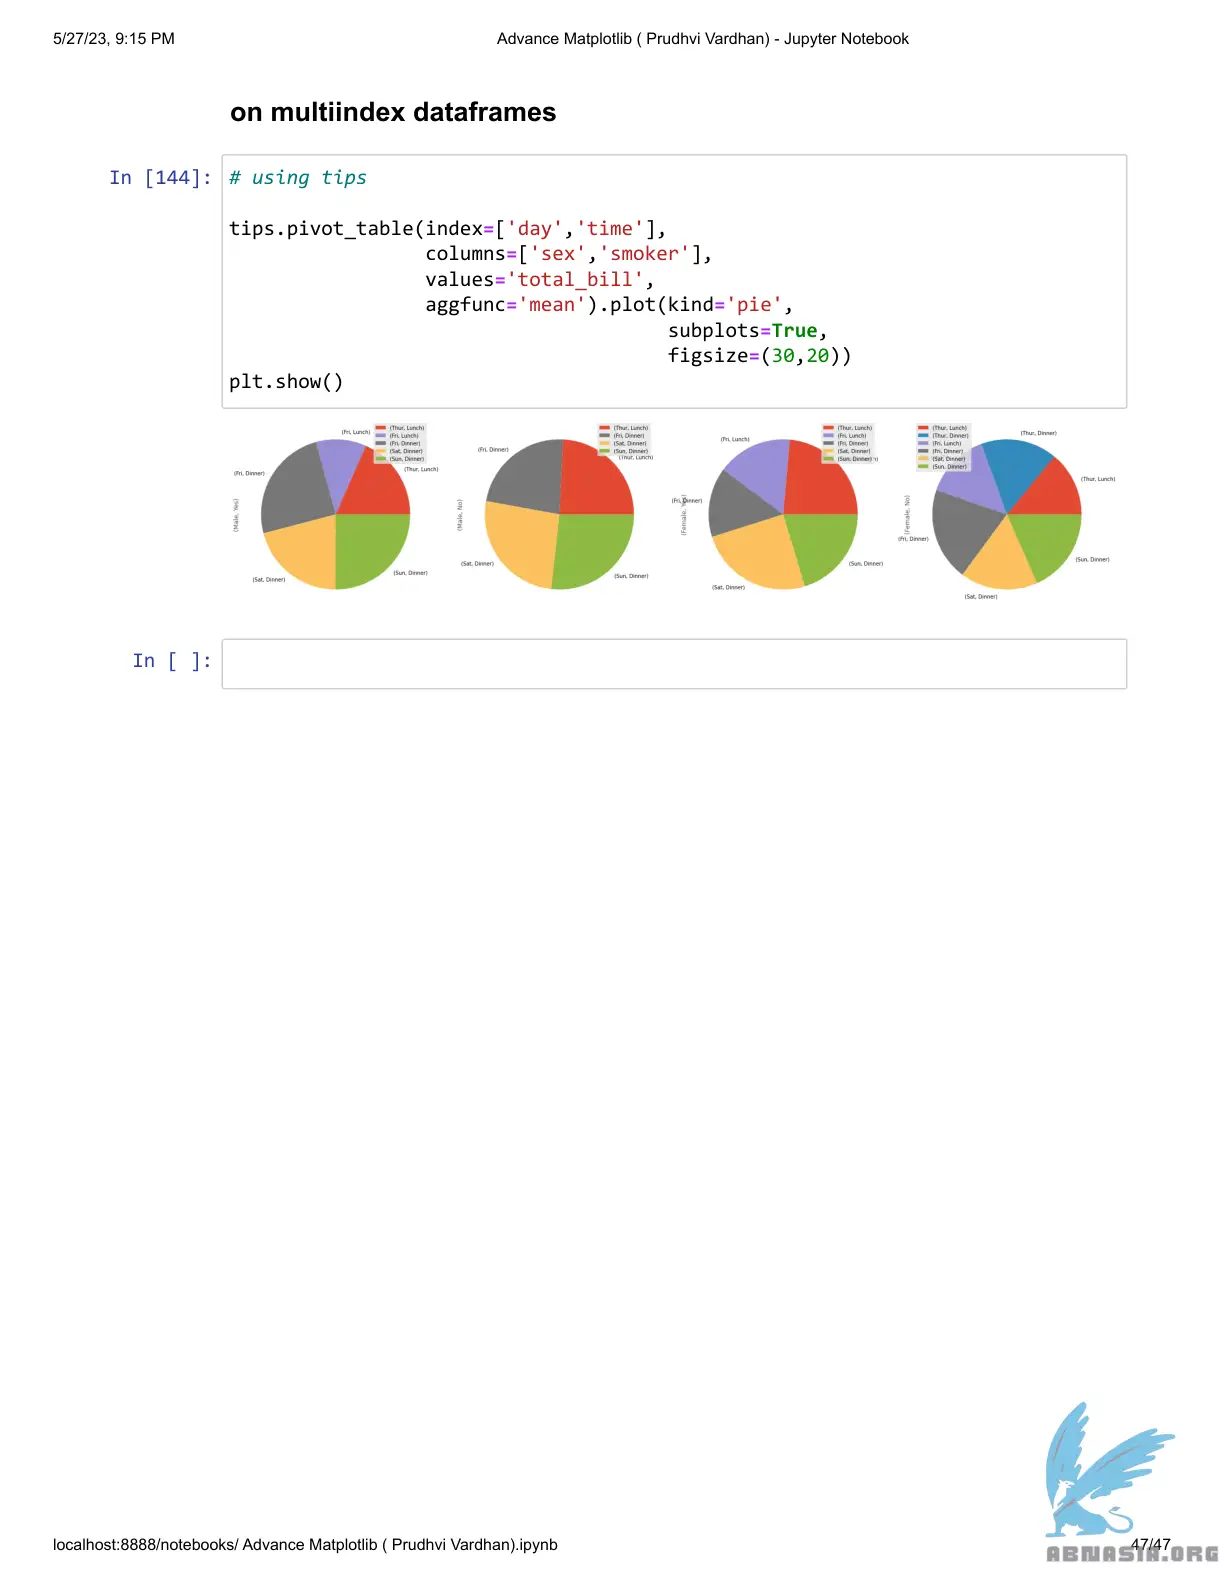 5/27/23, 9:15 PM
Advance Matplotlib ( Prudhvi Vardhan) - Jupyter Notebook
on multiindex dataframes
In [144]:
# using tips
tips.pivot_table(index=['day','time'],
columns=['sex','smoker'],
values='total_bill',
aggfunc='mean').plot(kind='pie',
subplots=True,
figsize=(30,20))
plt.show()
(Male, Yes)
(Fri, Lunch)
(Fri, Dinner)
(Thur, Lunch)
(Sat, Dinner)
(Sun, Dinner)
(Thur, Lunch)
(Fri, Lunch)
(Fri, Dinner)
(Sat, Dinner)
(Sun, Dinner)
(Male, No)
(Fri, Dinner)
(Thur, Lunch)
(Sat, Dinner)
(Sun, Dinner)
(Thur, Lunch)
(Fri, Dinner)
(Sat, Dinner)
(Sun, Dinner)
(Fri, Lunch)
(Fri, Dinner)
(Sat, Dinner)
(Sun, Dinner)
(Thur, Lunch)
(Fri, Lunch)
(Fri, Dinner)
(Sat, Dinner)
(Sun, Dinner)
(Female, No)
(Thur, Dinner)
(Thur, Lunch)
(Fri, Dinner)
(Sat, Dinner)
(Sun, Dinner)
(Thur, Lunch)
(Thur, Dinner)
(Fri, Lunch)
(Fri, Dinner)
(Sat, Dinner)
(Sun, Dinner)
In [ ]:
localhost:8888/notebooks/ Advance Matplotlib ( Prudhvi Vardhan).ipynb
47/47
ABMASIA.ORG